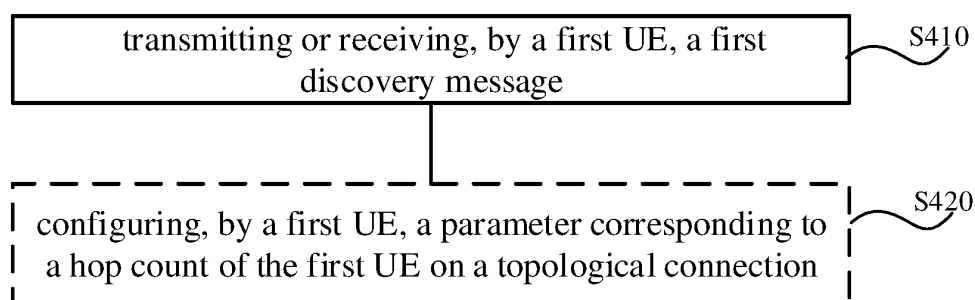 transmitting or receiving, by a first UE, a first
discovery message
S410
configuring, by a first UE, a parameter corresponding to
a hop count of the first UE on a topological connection
S420